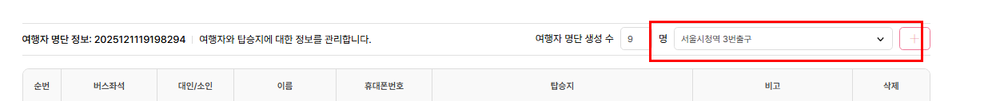 여행자 명단 정보: 2025121119198294 여행자와 탑승지에 대한 정보를 관리합니다. 여행자 명단 생성 수 9 명 서울시청역 3번출구 +
순번 버스좌석 대인/소인 이름 휴대폰번호 탑승지 비고 삭제